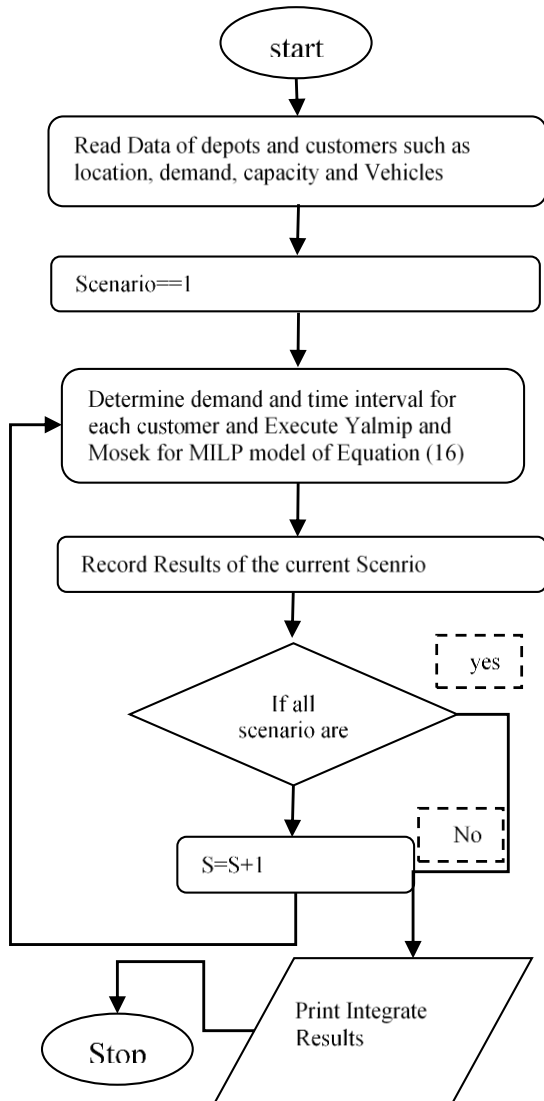 start
Read Data of depots and customers such as
location, demand, capacity and Vehicles
Scenario==1
Determine demand and time interval for
each customer and Execute Yalmip and
Mosek for MILP model of Equation (16)
Record Results of the current Scenrio
yes
If all
scenario are
No
S=S+1
Print Integrate
Results
Stop